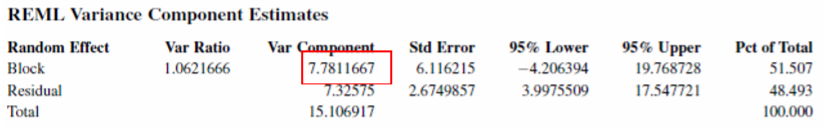 REML Variance Component Estimates
Random Effect Var Ratio Var Component Std Error 95% Lower 95% Upper Pct of Total
Block 1.0621666 7.7811667 6.116215 −4.206394 19.768728 51.507
Residual 7.32575 2.6749857 3.9975509 17.547721 48.493
Total 15.106917 100.000